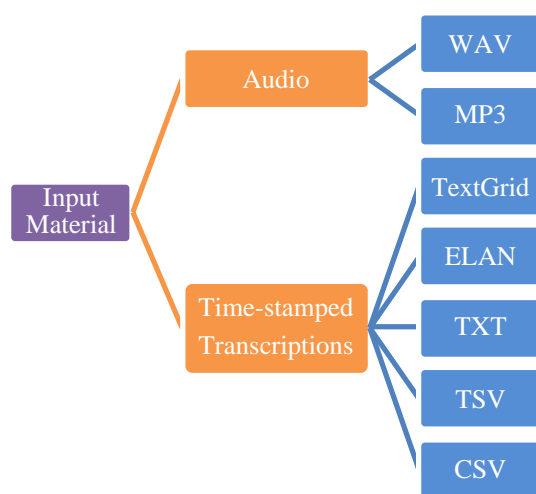 Input
Material
Audio
WAV
MP3
Time-stamped
Transcriptions
TextGrid
ELAN
TXT
TSV
CSV